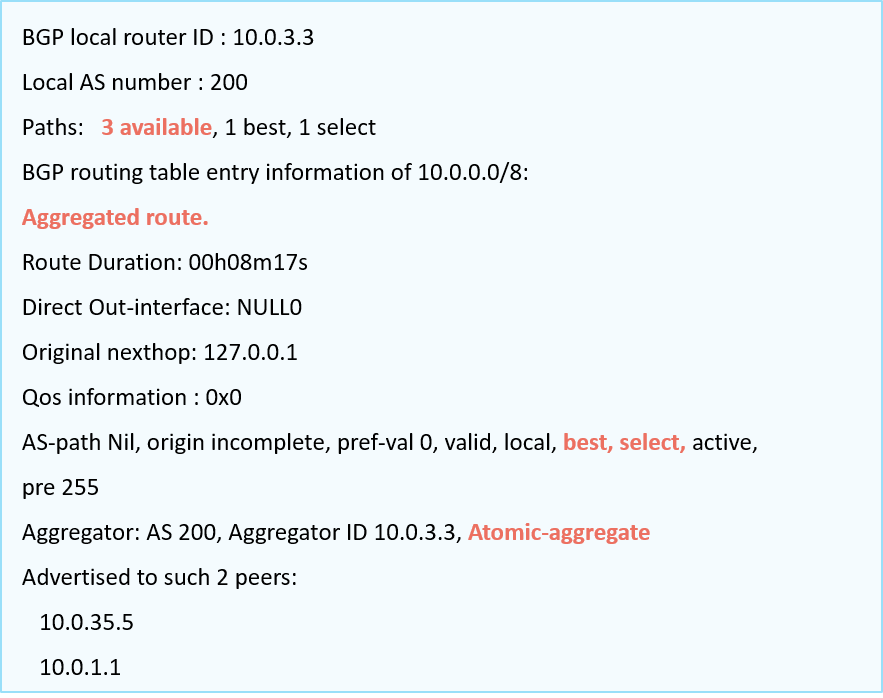 BGP local router ID : 10.0.3.3
Local AS number : 200
Paths: 3 available, 1 best, 1 select
BGP routing table entry information of 10.0.0.0/8:
Aggregated route.
Route Duration: 00h08m17s
Direct Out-interface: NULL0
Original nexthop: 127.0.0.1
Qos information : 0x0
AS-path Nil, origin incomplete, pref-val 0, valid, local, best, select, active,
pre 255
Aggregator: AS 200, Aggregator ID 10.0.3.3, Atomic-aggregate
Advertised to such 2 peers:
10.0.35.5
10.0.1.1